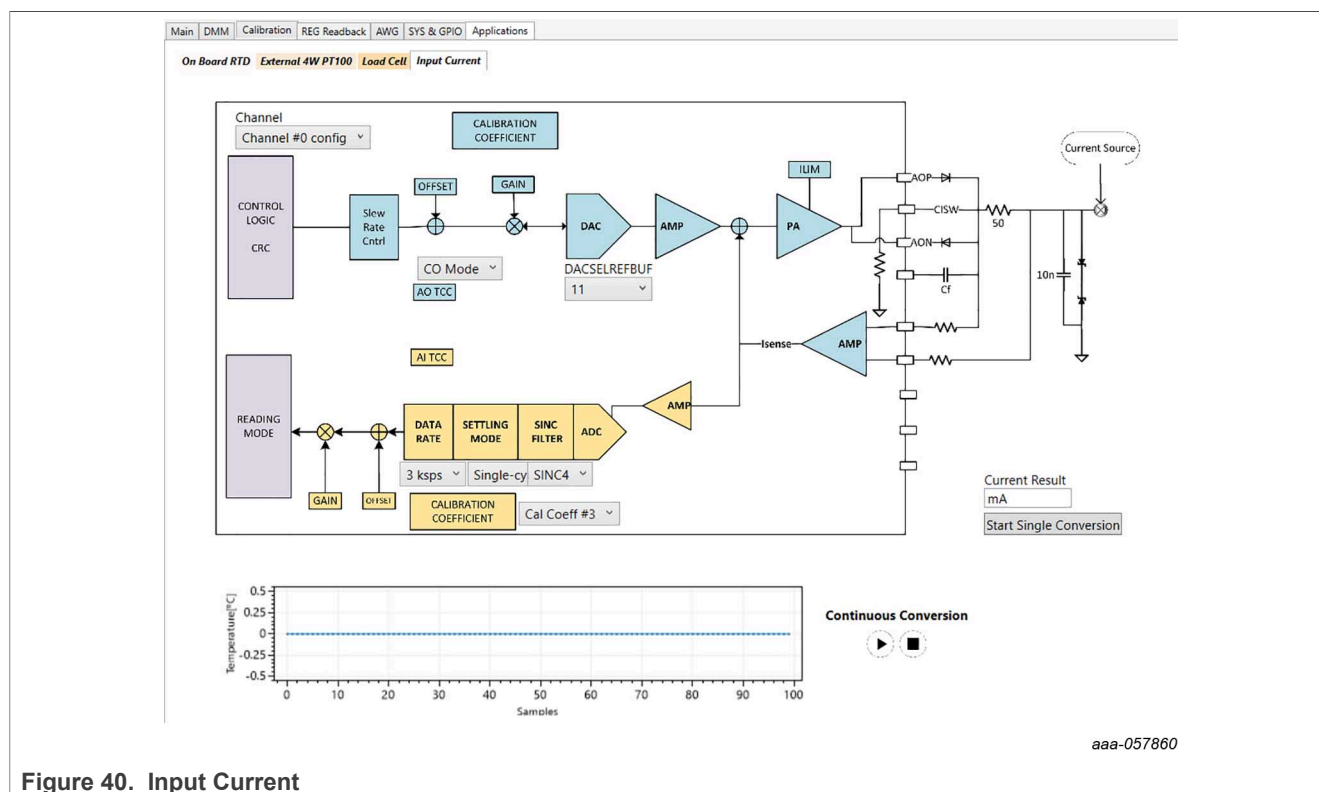 Main DMM Calibration REG Readback AWG SYS & GPIO Applications
On Board RTD External 4W PT100 Load Cell Input Current
Channel
Channel #0 config
CALIBRATION
COEFFICIENT
Current Source
CONTROL
LOGIC
CRC
Slew
Rate
Cntrl
OFFSET
GAIN
DAC
AMP
ILIM
PA
AOP
CISW
AON
50
Cf
10n
CO Mode
AO TCC
DACSELREFBUF
11
Isense
AMP
AI TCC
READING
MODE
DATA
RATE
SETTLING
MODE
SINC
FILTER
ADC
AMP
3 ksps Single-cy SINC4
GAIN
OFFSET
CALIBRATION
COEFFICIENT
Cal Coeff #3
Current Result
mA
Start Single Conversion
Temperature[°C]
0.5
0.25
0
-0.25
-0.5
0 10 20 30 40 50 60 70 80 90 100
Samples
Continuous Conversion
aaa-057860
Figure 40. Input Current